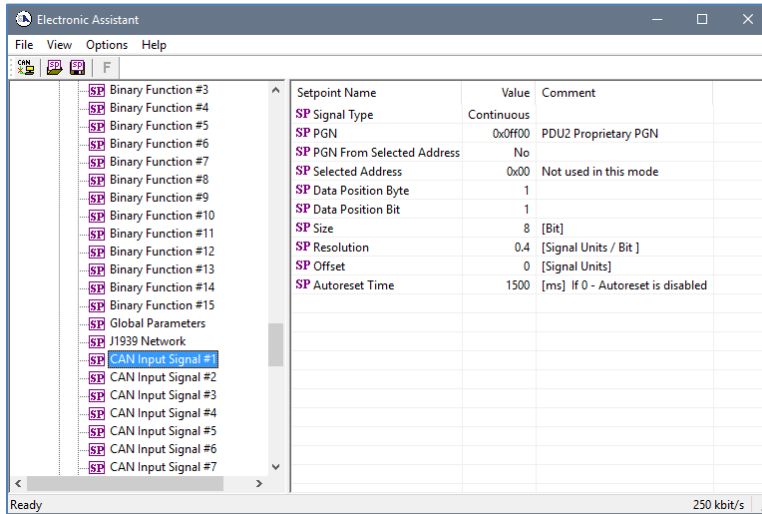 Electronic Assistant
File View Options Help
CAN SP SP F
SP Binary Function #3
SP Binary Function #4
SP Binary Function #5
SP Binary Function #6
SP Binary Function #7
SP Binary Function #8
SP Binary Function #9
SP Binary Function #10
SP Binary Function #11
SP Binary Function #12
SP Binary Function #13
SP Binary Function #14
SP Binary Function #15
SP Global Parameters
SP J1939 Network
SP CAN Input Signal #1
SP CAN Input Signal #2
SP CAN Input Signal #3
SP CAN Input Signal #4
SP CAN Input Signal #5
SP CAN Input Signal #6
SP CAN Input Signal #7
Setpoint Name Value Comment
SP Signal Type Continuous
SP PGN 0x0ff00 PDU2 Proprietary PGN
SP PGN From Selected Address No
SP Selected Address 0x00 Not used in this mode
SP Data Position Byte 1
SP Data Position Bit 1
SP Size 8 [Bit]
SP Resolution 0.4 [Signal Units / Bit ]
SP Offset 0 [Signal Units]
SP Autoreset Time 1500 [ms] If 0 - Autoreset is disabled
Ready 250 kbit/s